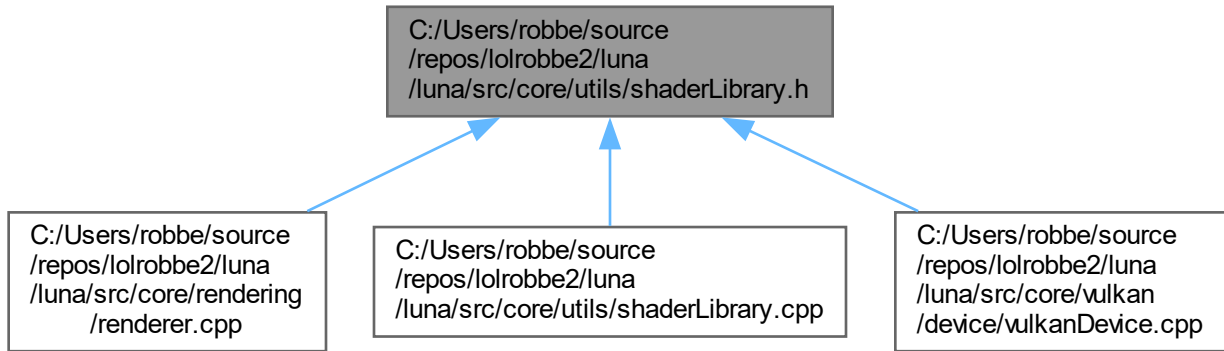 C:/Users/robbe/source
/repos/lolrobbe2/luna
/luna/src/core/utils/shaderLibrary.h
C:/Users/robbe/source
/repos/lolrobbe2/luna
/luna/src/core/rendering
/renderer.cpp
C:/Users/robbe/source
/repos/lolrobbe2/luna
/luna/src/core/utils/shaderLibrary.cpp
C:/Users/robbe/source
/repos/lolrobbe2/luna
/luna/src/core/vulkan
/device/vulkanDevice.cpp